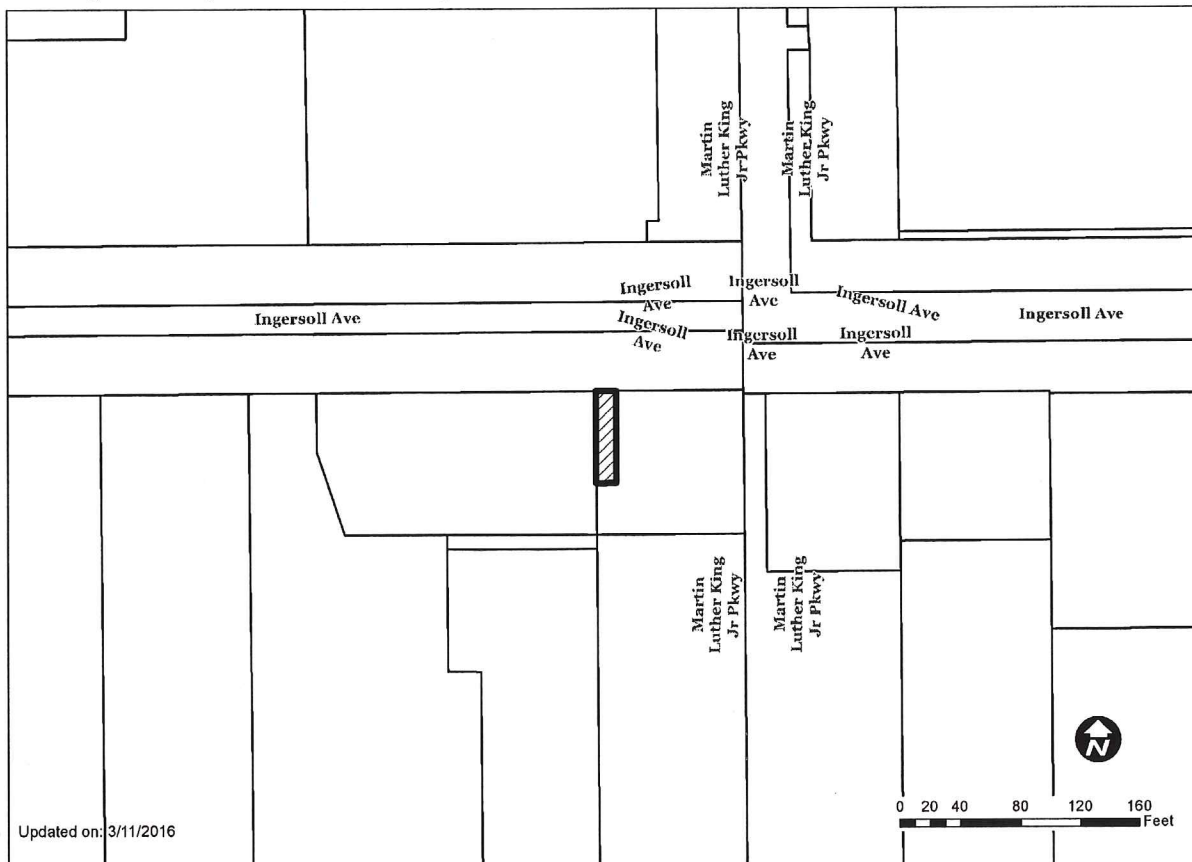 Martin
Luther King
Jr Pkwy
Martin
Luther King
Jr Pkwy
Ingersoll
Ave
Ingersoll
Ave
Ingersoll Ave
Ingersoll Ave
Ingersoll Ave
Ingersoll
Ave
Ingersoll
Ave
Ingersoll
Ave
Martin
Luther King
Jr Pkwy
Martin
Luther King
Jr Pkwy
N
0 20 40 80 120 160
Feet
Updated on: 3/11/2016